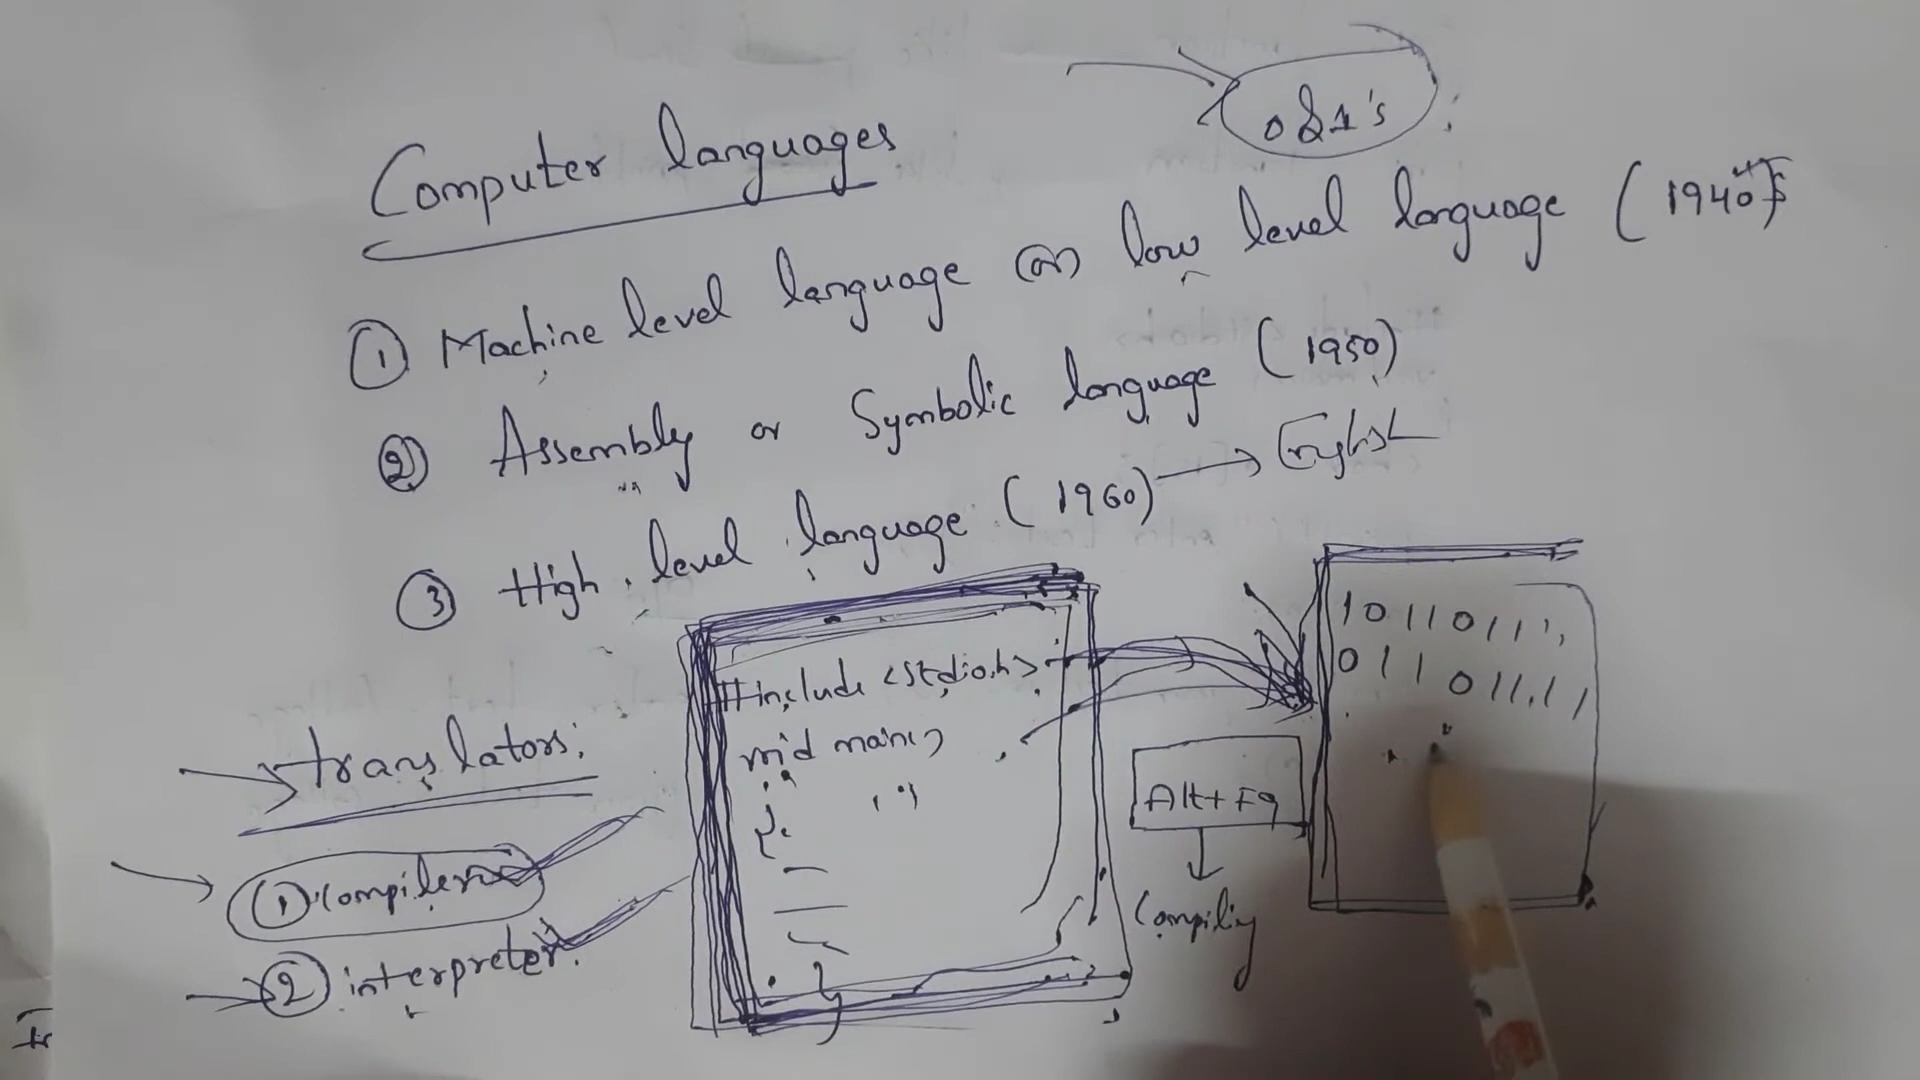 0 & 1's
Computer languages
① Machine level language (or) low level language (1940's)
② Assembly or Symbolic language (1950)
③ High level language (1960) → English
#include <stdio.h>
void main()
{
}
10110111,
011 01111
Alt+F9
Compiling
translators:
① Compiler
② interpreter